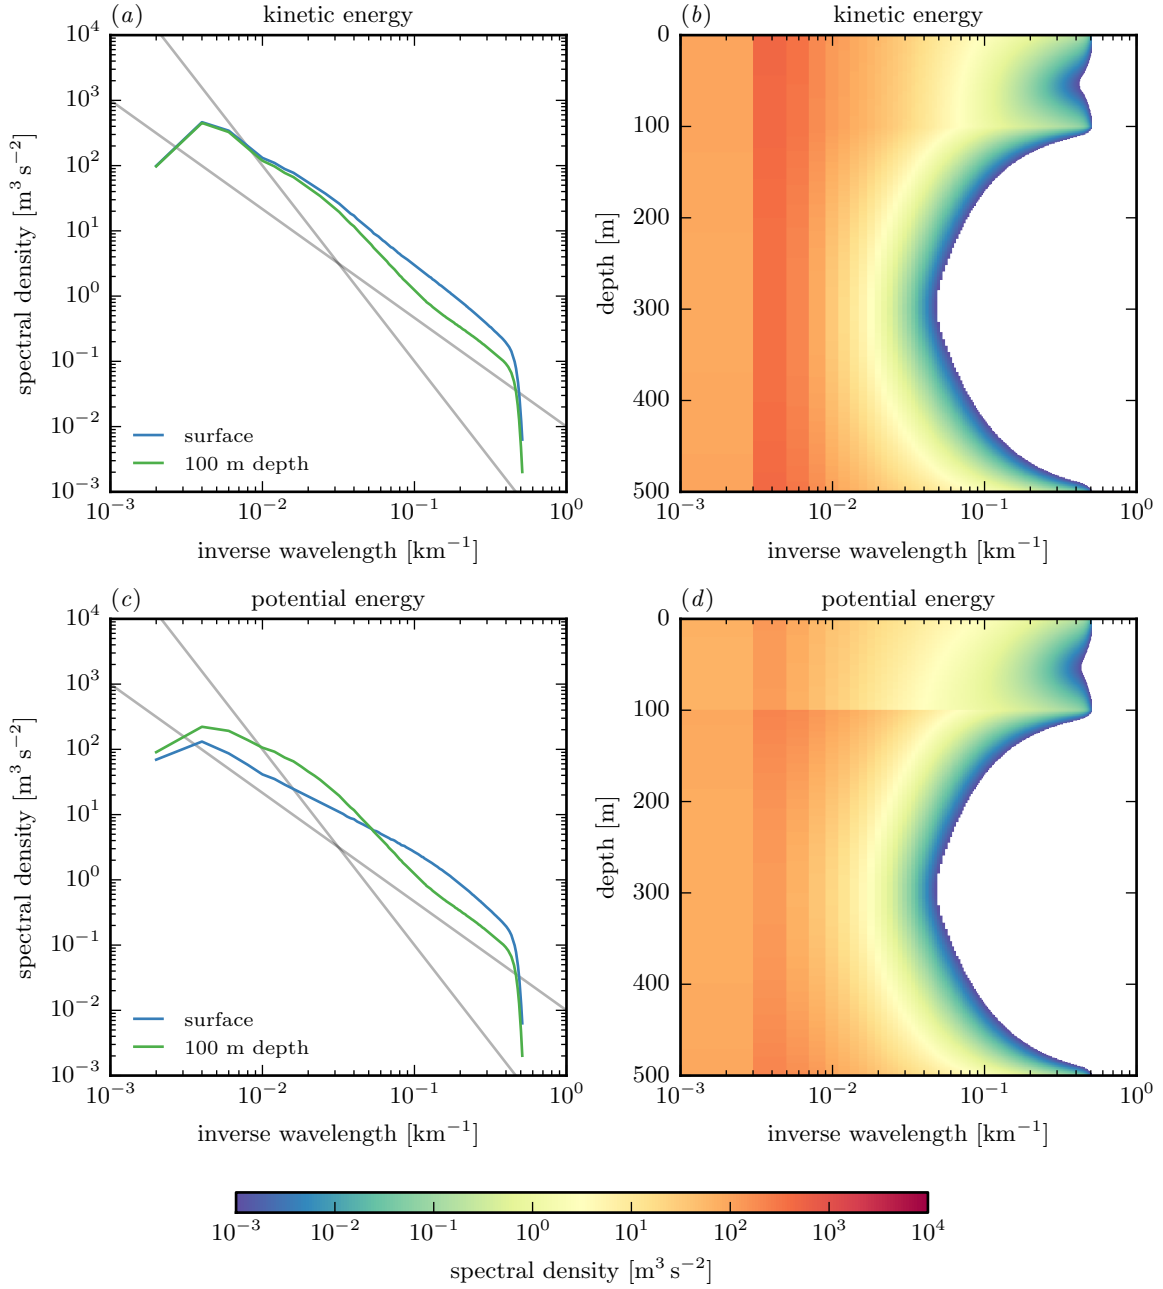 (a) kinetic energy
10^4
10^3
10^2
10^1
10^0
10^−1
10^−2
10^−3
spectral density [m^3 s^−2]
surface
100 m depth
10^−3 10^−2 10^−1 10^0
inverse wavelength [km^−1]
(b) kinetic energy
0
100
200
300
400
500
depth [m]
10^−3 10^−2 10^−1 10^0
inverse wavelength [km^−1]
(c) potential energy
10^4
10^3
10^2
10^1
10^0
10^−1
10^−2
10^−3
spectral density [m^3 s^−2]
surface
100 m depth
10^−3 10^−2 10^−1 10^0
inverse wavelength [km^−1]
(d) potential energy
0
100
200
300
400
500
depth [m]
10^−3 10^−2 10^−1 10^0
inverse wavelength [km^−1]
10^−3 10^−2 10^−1 10^0 10^1 10^2 10^3 10^4
spectral density [m^3 s^−2]